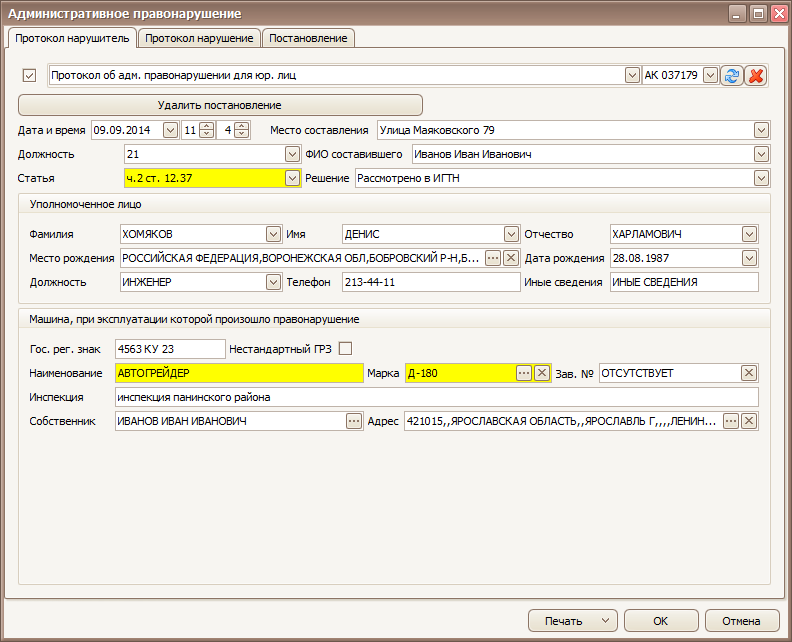 Административное правонарушение
Протокол нарушитель Протокол нарушение Постановление
Протокол об адм. правонарушении для юр. лиц АК 037179
Удалить постановление
Дата и время 09.09.2014 11 4 Место составления Улица Маяковского 79
Должность 21 ФИО составившего Иванов Иван Иванович
Статья ч.2 ст. 12.37 Решение Рассмотрено в ИГТН
Уполномоченное лицо
Фамилия ХОМЯКОВ Имя ДЕНИС Отчество ХАРЛАМОВИЧ
Место рождения РОССИЙСКАЯ ФЕДЕРАЦИЯ,ВОРОНЕЖСКАЯ ОБЛ,БОБРОВСКИЙ Р-Н,Б... Дата рождения 28.08.1987
Должность ИНЖЕНЕР Телефон 213-44-11 Иные сведения ИНЫЕ СВЕДЕНИЯ
Машина, при эксплуатации которой произошло правонарушение
Гос. рег. знак 4563 КУ 23 Нестандартный ГРЗ
Наименование АВТОГРЕЙДЕР Марка Д-180 Зав. № ОТСУТСТВУЕТ
Инспекция инспекция панинского района
Собственник ИВАНОВ ИВАН ИВАНОВИЧ Адрес 421015,,ЯРОСЛАВСКАЯ ОБЛАСТЬ,,ЯРОСЛАВЛЬ Г,,,,ЛЕНИН...
Печать ОК Отмена